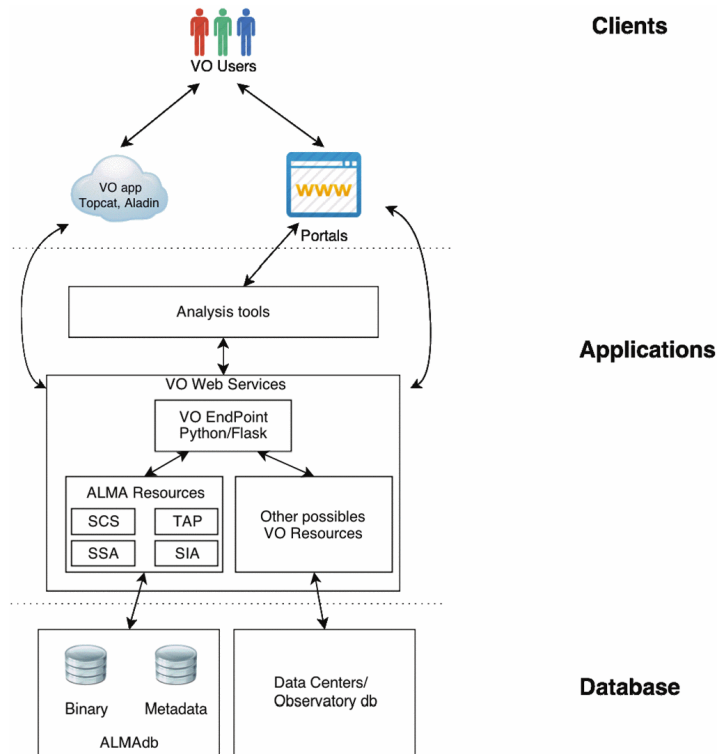 Clients
VO Users
VO app
Topcat, Aladin
www
Portals
Analysis tools
Applications
VO Web Services
VO EndPoint
Python/Flask
ALMA Resources
SCS
TAP
SSA
SIA
Other possibles
VO Resources
Binary
Metadata
ALMAdb
Data Centers/
Observatory db
Database